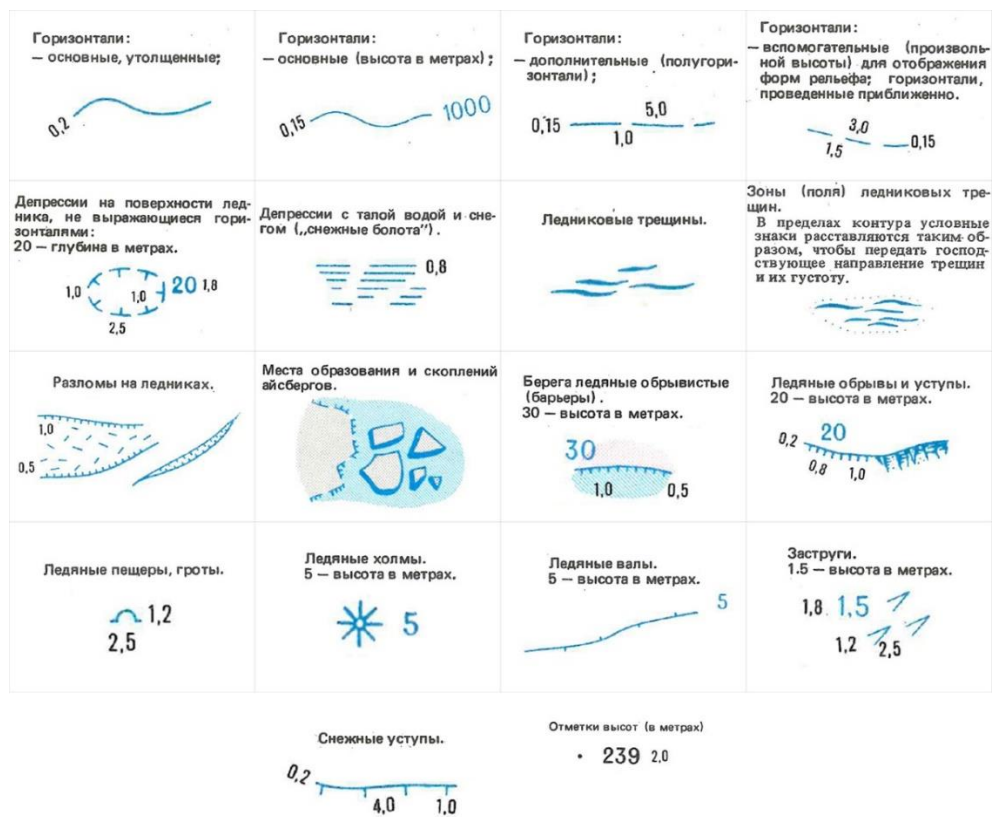 Горизонтали:
— основные, утолщенные;
0,2
Горизонтали:
— основные (высота в метрах);
0,15
1000
Горизонтали:
— дополнительные (полугори-
зонтали);
0,15
5,0
1,0
Горизонтали:
— вспомогательные (произволь-
ной высоты) для отображения
форм рельефа; горизонтали,
проведенные приближенно.
3,0
1,5
0,15
Депрессии на поверхности лед-
ника, не выражающиеся гори-
зонталями:
20 — глубина в метрах.
1,0
1,0
20 1,8
2,5
Депрессии с талой водой и сне-
гом („снежные болота").
0,8
Ледниковые трещины.
Зоны (поля) ледниковых тре-
щин.
В пределах контура условные
знаки расставляются таким об-
разом, чтобы передать господ-
ствующее направление трещин
и их густоту.
Разломы на ледниках.
1,0
0,5
Места образования и скоплений
айсбергов.
Берега ледяные обрывистые
(барьеры).
30 — высота в метрах.
30
1,0
0,5
Ледяные обрывы и уступы.
20 — высота в метрах.
0,2
20
0,8
1,0
Ледяные пещеры, гроты.
1,2
2,5
Ледяные холмы.
5 — высота в метрах.
5
Ледяные валы.
5 — высота в метрах.
5
Заструги.
1.5 — высота в метрах.
1,8 1,5
1,2 2,5
Снежные уступы.
0,2
4,0
1,0
Отметки высот (в метрах)
239 2,0